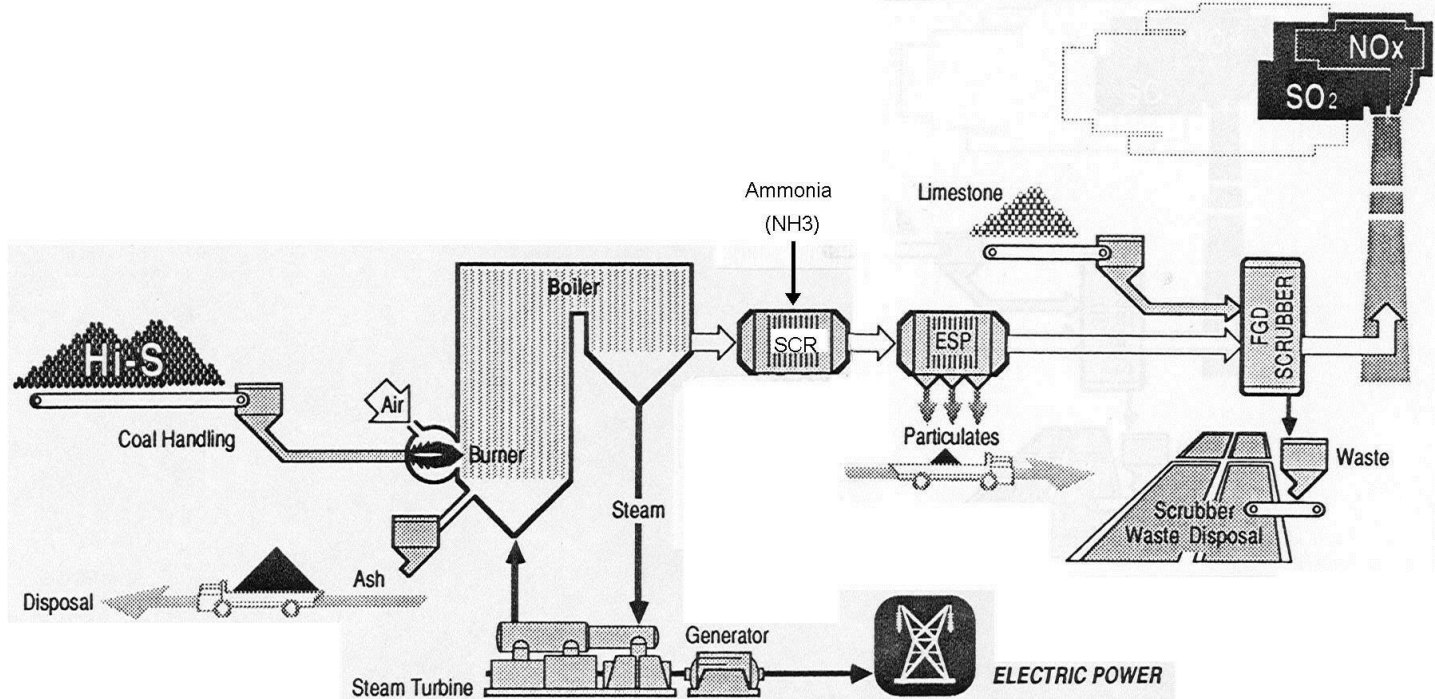 NOx
SO2
Ammonia
(NH3)
Limestone
Boiler
SCR
ESP
FGD
SCRUBBER
Hi-S
Air
Coal Handling
Burner
Particulates
Waste
Steam
Scrubber
Waste Disposal
Ash
Disposal
Generator
Steam Turbine
ELECTRIC POWER